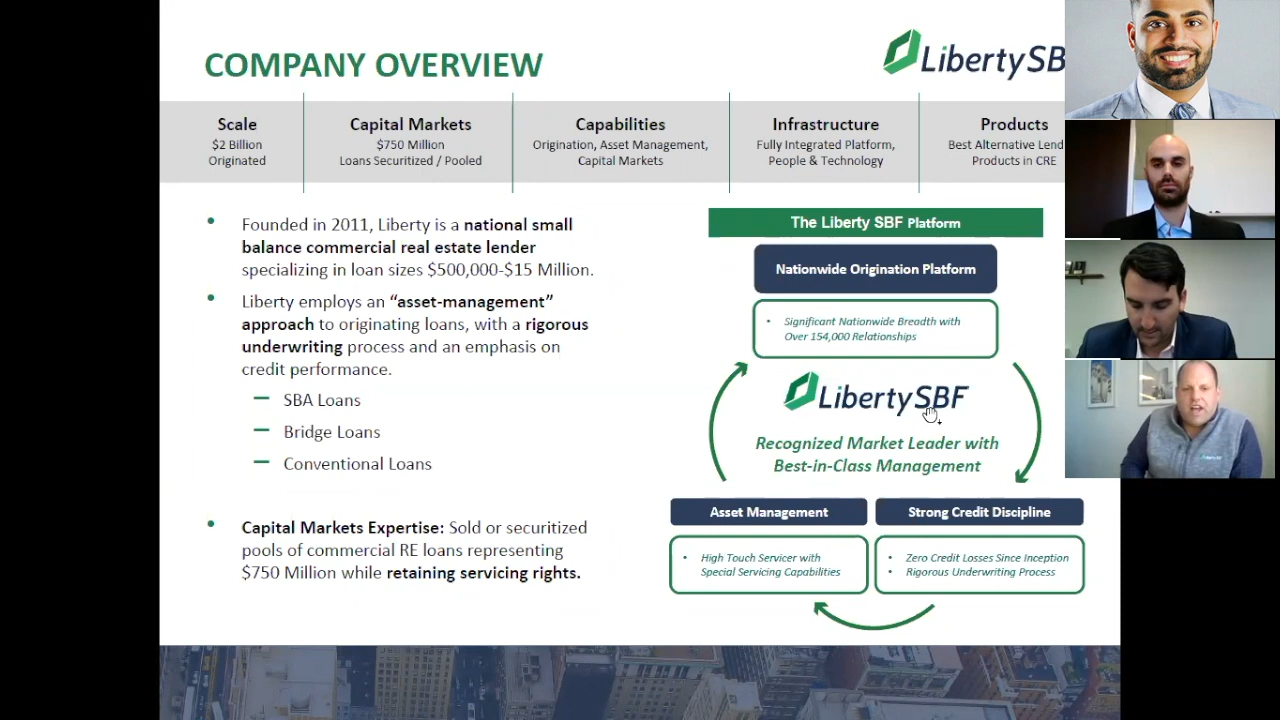 COMPANY OVERVIEW
LibertySB
Scale
$2 Billion
Originated
Capital Markets
$750 Million
Loans Securitized / Pooled
Capabilities
Origination, Asset Management,
Capital Markets
Infrastructure
Fully Integrated Platform,
People & Technology
Products
Best Alternative Lend
Products in CRE
• Founded in 2011, Liberty is a national small
balance commercial real estate lender
specializing in loan sizes $500,000-$15 Million.
• Liberty employs an “asset-management”
approach to originating loans, with a rigorous
underwriting process and an emphasis on
credit performance.
– SBA Loans
– Bridge Loans
– Conventional Loans
• Capital Markets Expertise: Sold or securitized
pools of commercial RE loans representing
$750 Million while retaining servicing rights.
The Liberty SBF Platform
Nationwide Origination Platform
• Significant Nationwide Breadth with
Over 154,000 Relationships
LibertySBF
Recognized Market Leader with
Best-in-Class Management
Asset Management
• High Touch Servicer with
Special Servicing Capabilities
Strong Credit Discipline
• Zero Credit Losses Since Inception
• Rigorous Underwriting Process